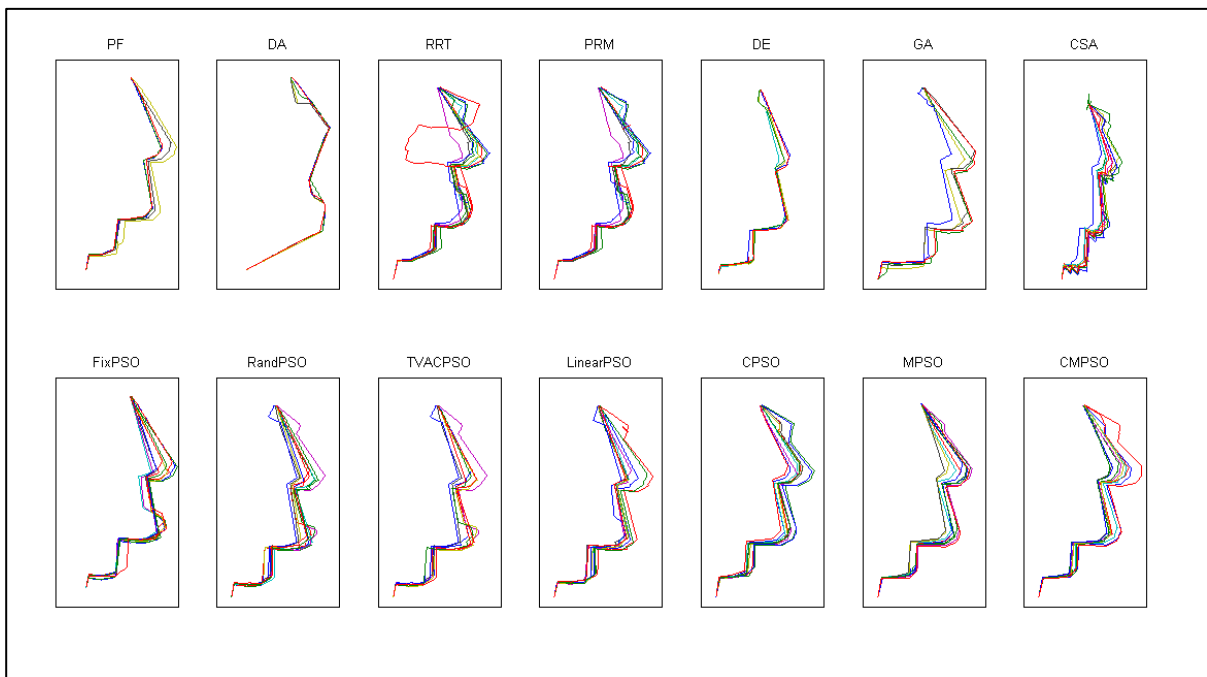 PF DA RRT PRM DE GA CSA
FixPSO RandPSO TVACPSO LinearPSO CPSO MPSO CMPSO